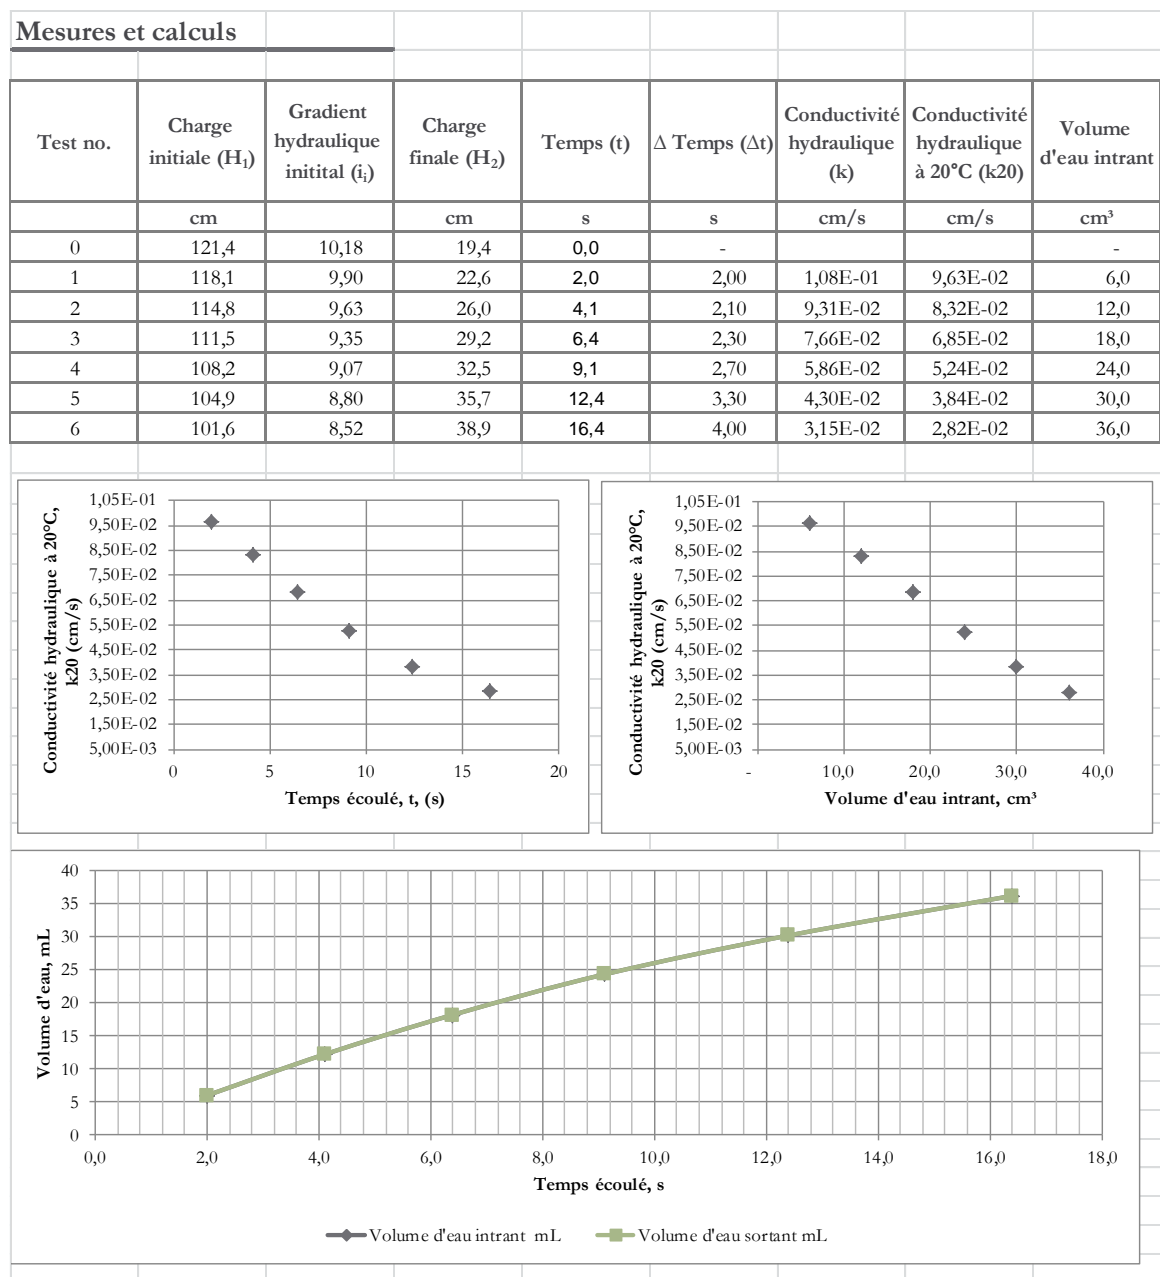 Mesures et calculs
Test no. | Charge initiale (H₁) | Gradient hydraulique initital (iᵢ) | Charge finale (H₂) | Temps (t) | Δ Temps (Δt) | Conductivité hydraulique (k) | Conductivité hydraulique à 20°C (k20) | Volume d'eau intrant
cm | cm | s | s | cm/s | cm/s | cm³
0 | 121,4 | 10,18 | 19,4 | 0,0 | - | -
1 | 118,1 | 9,90 | 22,6 | 2,0 | 2,00 | 1,08E-01 | 9,63E-02 | 6,0
2 | 114,8 | 9,63 | 26,0 | 4,1 | 2,10 | 9,31E-02 | 8,32E-02 | 12,0
3 | 111,5 | 9,35 | 29,2 | 6,4 | 2,30 | 7,66E-02 | 6,85E-02 | 18,0
4 | 108,2 | 9,07 | 32,5 | 9,1 | 2,70 | 5,86E-02 | 5,24E-02 | 24,0
5 | 104,9 | 8,80 | 35,7 | 12,4 | 3,30 | 4,30E-02 | 3,84E-02 | 30,0
6 | 101,6 | 8,52 | 38,9 | 16,4 | 4,00 | 3,15E-02 | 2,82E-02 | 36,0
Conductivité hydraulique à 20°C,
k20 (cm/s)
1,05E-01
9,50E-02
8,50E-02
7,50E-02
6,50E-02
5,50E-02
4,50E-02
3,50E-02
2,50E-02
1,50E-02
5,00E-03
0 5 10 15 20
Temps écoulé, t, (s)
Conductivité hydraulique à 20°C,
k20 (cm/s)
1,05E-01
9,50E-02
8,50E-02
7,50E-02
6,50E-02
5,50E-02
4,50E-02
3,50E-02
2,50E-02
1,50E-02
5,00E-03
- 10,0 20,0 30,0 40,0
Volume d'eau intrant, cm³
Volume d'eau, mL
40
35
30
25
20
15
10
5
0
0,0 2,0 4,0 6,0 8,0 10,0 12,0 14,0 16,0 18,0
Temps écoulé, s
Volume d'eau intrant mL
Volume d'eau sortant mL